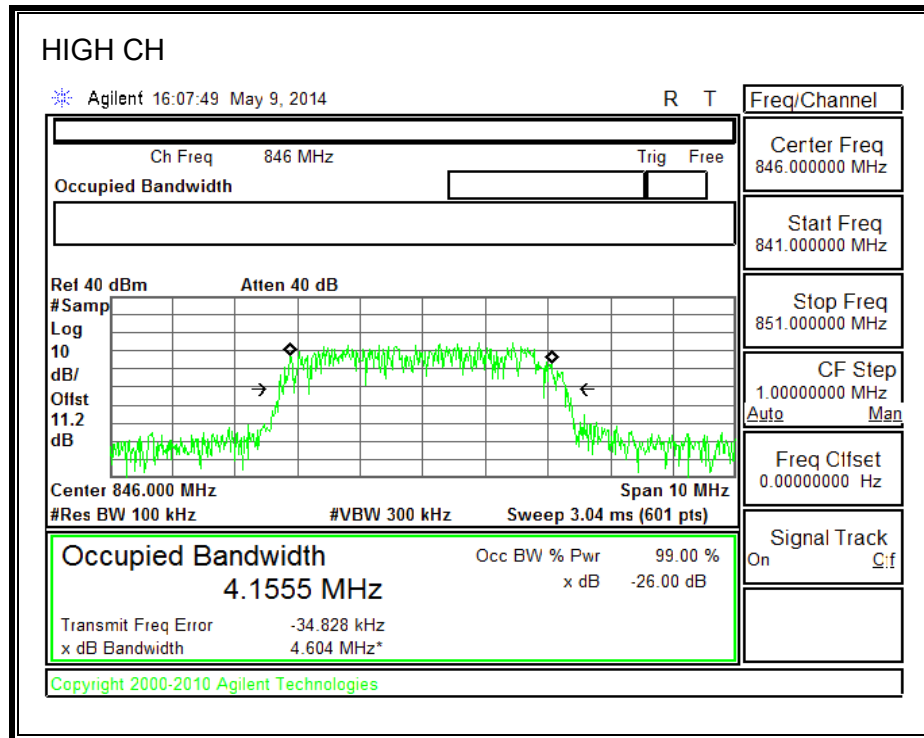 HIGH CH
Agilent 16:07:49 May 9, 2014 R T
Freq/Channel
Ch Freq 846 MHz Trig Free
Occupied Bandwidth
Center Freq
846.000000 MHz
Start Freq
841.000000 MHz
Stop Freq
851.000000 MHz
CF Step
1.00000000 MHz
Auto Man
Freq Offset
0.00000000 Hz
Signal Track
On Off
Ref 40 dBm Atten 40 dB
#Samp
Log
10
dB/
Offst
11.2
dB
Center 846.000 MHz Span 10 MHz
#Res BW 100 kHz #VBW 300 kHz Sweep 3.04 ms (601 pts)
Occupied Bandwidth Occ BW % Pwr 99.00 %
4.1555 MHz x dB -26.00 dB
Transmit Freq Error -34.828 kHz
x dB Bandwidth 4.604 MHz*
Copyright 2000-2010 Agilent Technologies